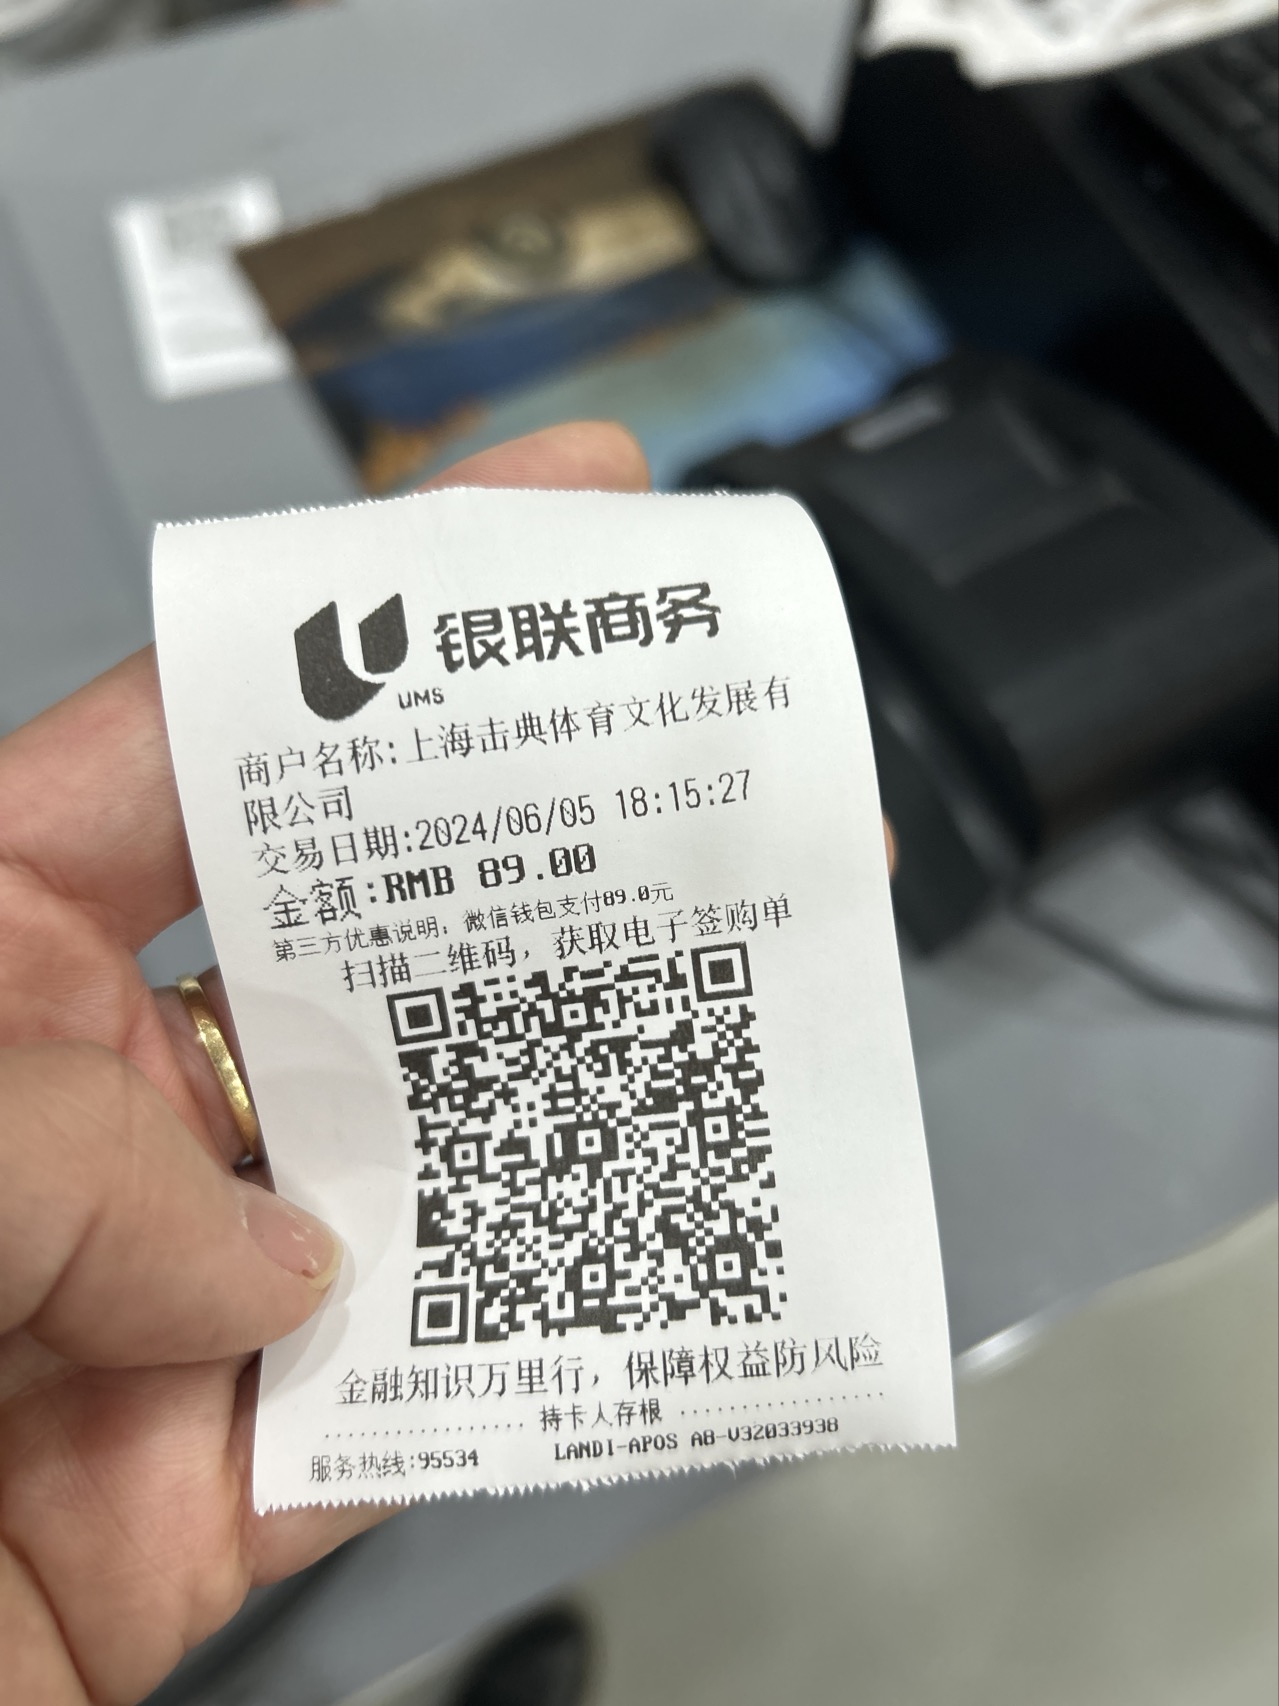 银联商务
UMS
商户名称:上海击典体育文化发展有
限公司
交易日期:2024/06/05 18:15:27
金额:RMB 89.00
第三方优惠说明：微信钱包支付89.0元
扫描二维码，获取电子签购单
金融知识万里行，保障权益防风险
持卡人存根
服务热线:95534 LANDI-APOS A8-V32033938